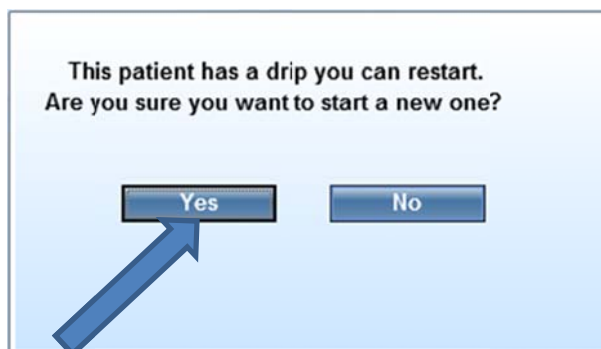 This patient has a drip you can restart.
Are you sure you want to start a new one?
Yes No